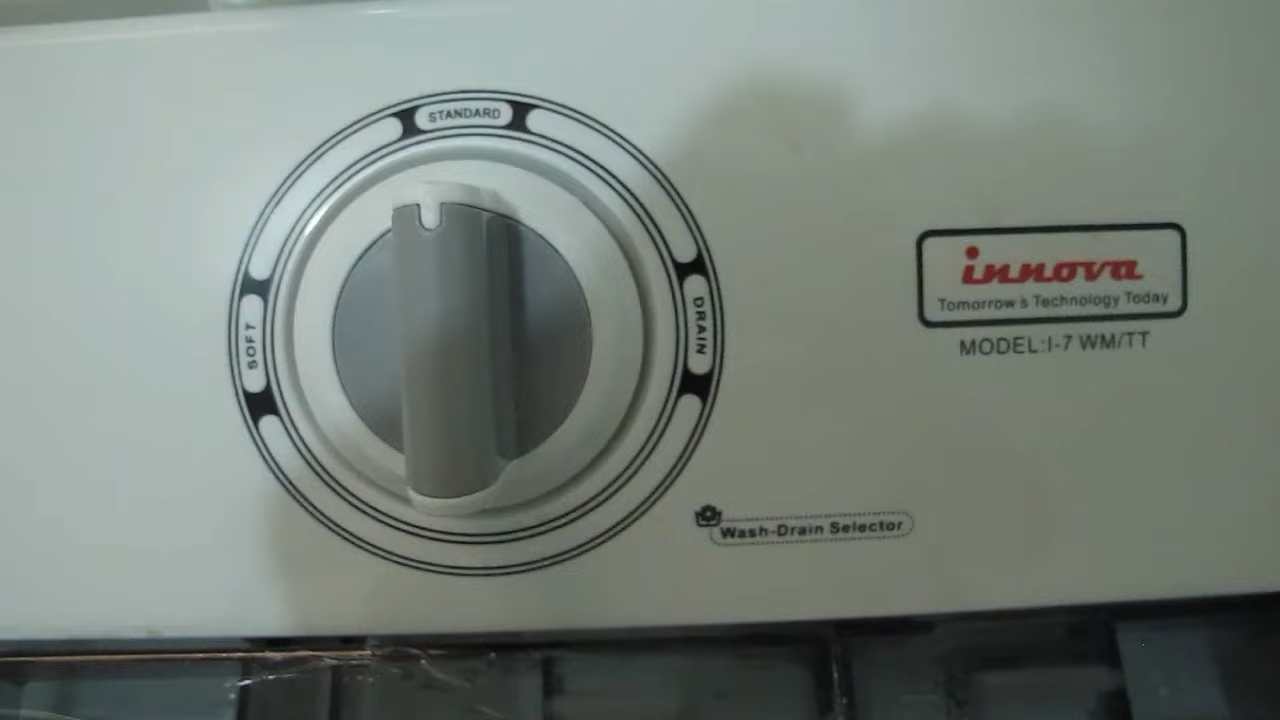 STANDARD
SOFT
DRAIN
innova
Tomorrow's Technology Today
MODEL:I-7 WM/TT
Wash-Drain Selector